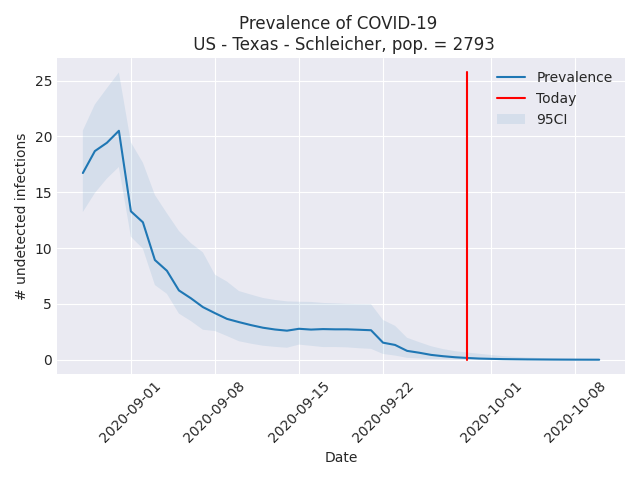 Prevalence of COVID-19
US - Texas - Schleicher, pop. = 2793
Prevalence
Today
95CI
# undetected infections
25
20
15
10
5
0
2020-09-01
2020-09-08
2020-09-15
2020-09-22
2020-10-01
2020-10-08
Date